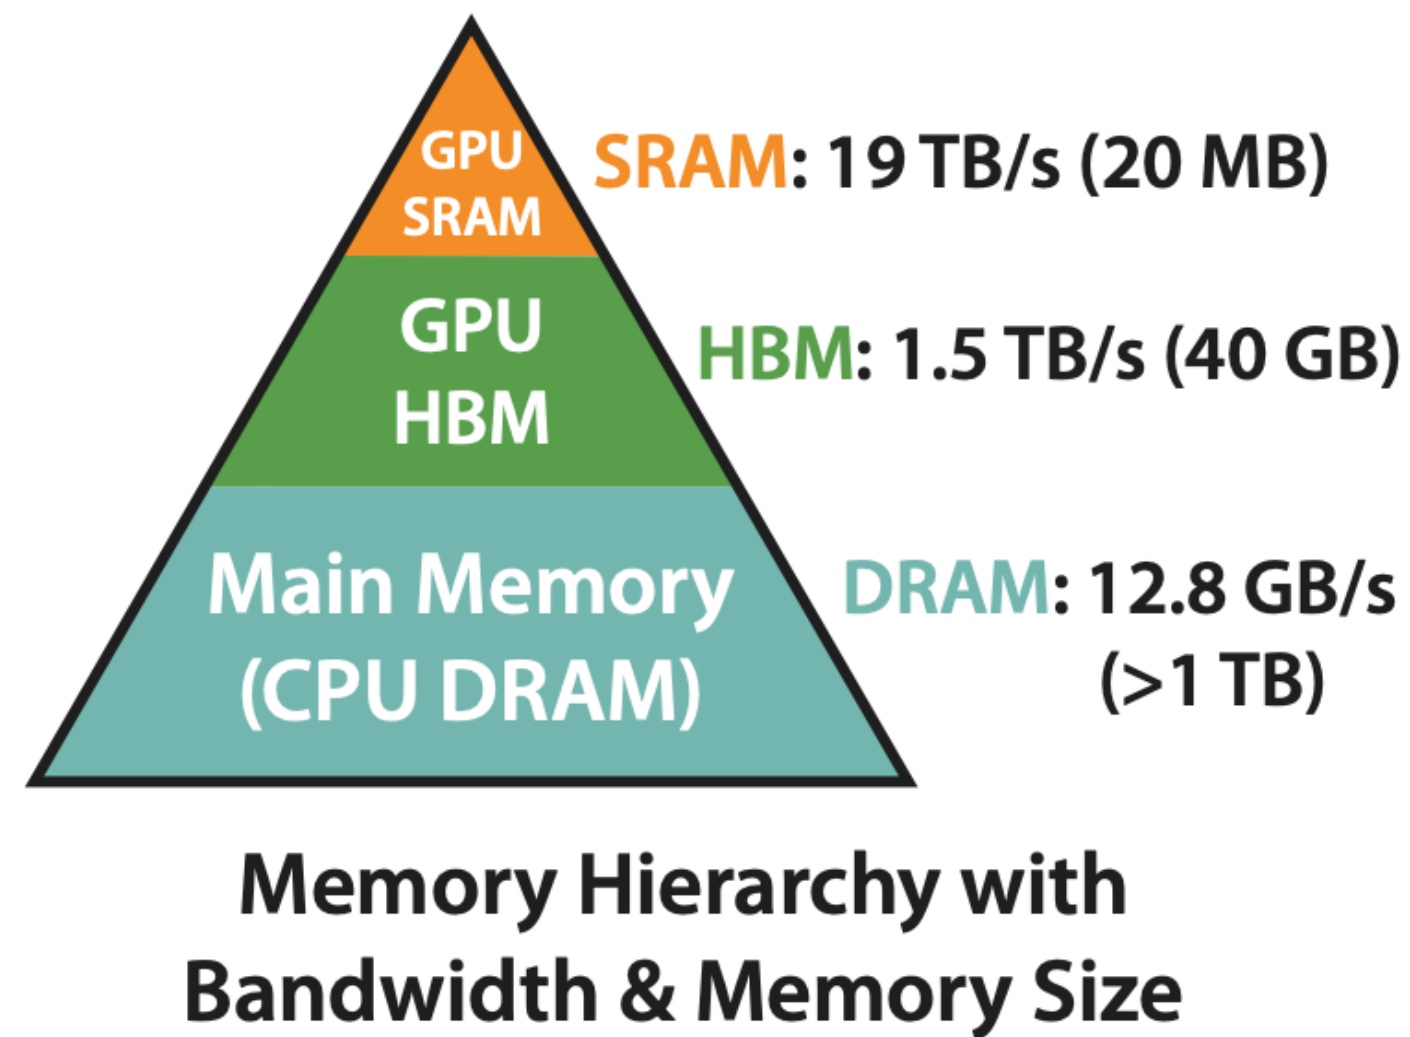 GPU
SRAM
SRAM: 19 TB/s (20 MB)
GPU
HBM
HBM: 1.5 TB/s (40 GB)
Main Memory
(CPU DRAM)
DRAM: 12.8 GB/s
(>1 TB)
Memory Hierarchy with
Bandwidth & Memory Size